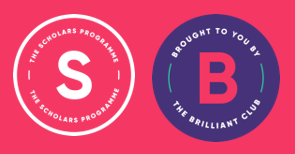 THE SCHOLARS PROGRAMME
S
THE SCHOLARS PROGRAMME
BROUGHT TO YOU BY
B
THE BRILLIANT CLUB